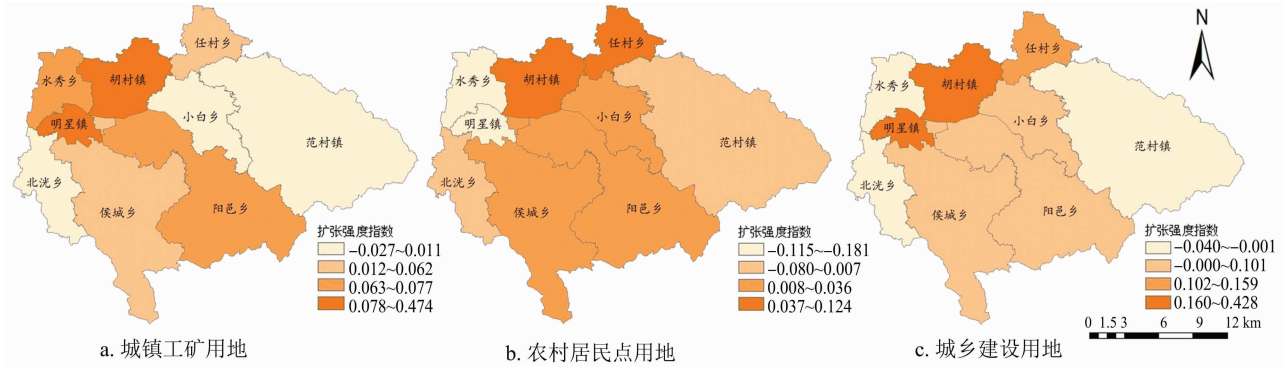 任村乡
水秀乡
胡村镇
小白乡
明星镇
范村镇
北洸乡
侯城乡
阳邑乡
扩张强度指数
-0.027~0.011
0.012~0.062
0.063~0.077
0.078~0.474
a. 城镇工矿用地
任村乡
水秀乡
胡村镇
小白乡
明星镇
范村镇
北洸乡
侯城乡
阳邑乡
扩张强度指数
-0.115~-0.181
-0.080~0.007
0.008~0.036
0.037~0.124
b. 农村居民点用地
N
任村乡
水秀乡
胡村镇
小白乡
明星镇
范村镇
北洸乡
侯城乡
阳邑乡
扩张强度指数
-0.040~-0.001
-0.000~0.101
0.102~0.159
0.160~0.428
0 1.5 3 6 9 12 km
c. 城乡建设用地